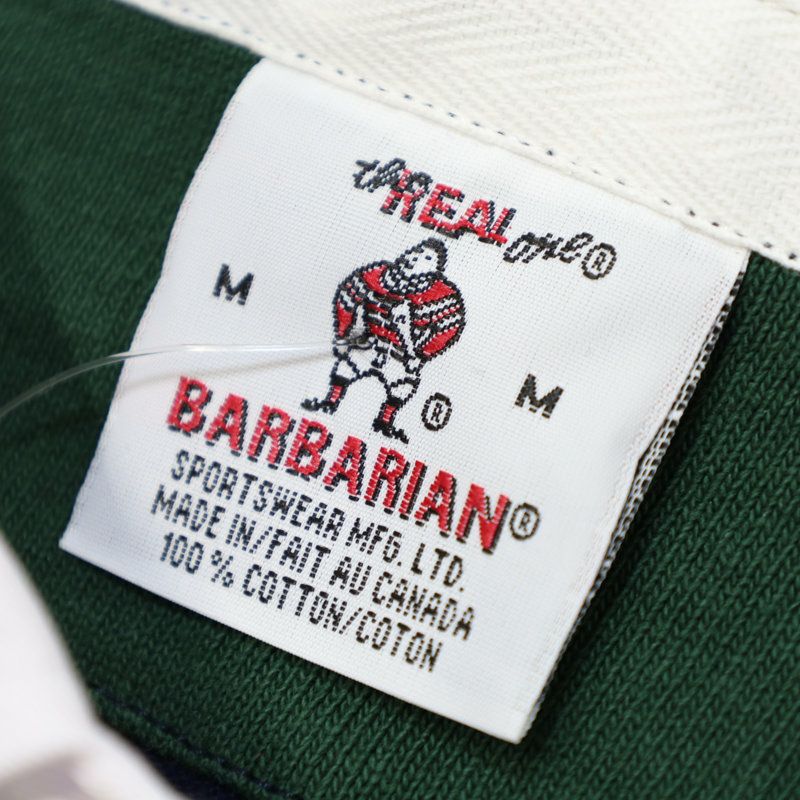 the REAL one®
M
M
®
BARBARIAN®
SPORTSWEAR MFG. LTD.
MADE IN/FAIT AU CANADA
100 % COTTON/COTON